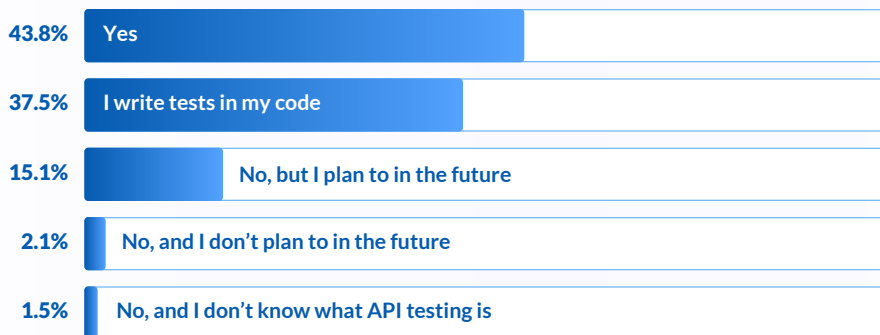 43.8% Yes
37.5% I write tests in my code
15.1% No, but I plan to in the future
2.1% No, and I don’t plan to in the future
1.5% No, and I don’t know what API testing is